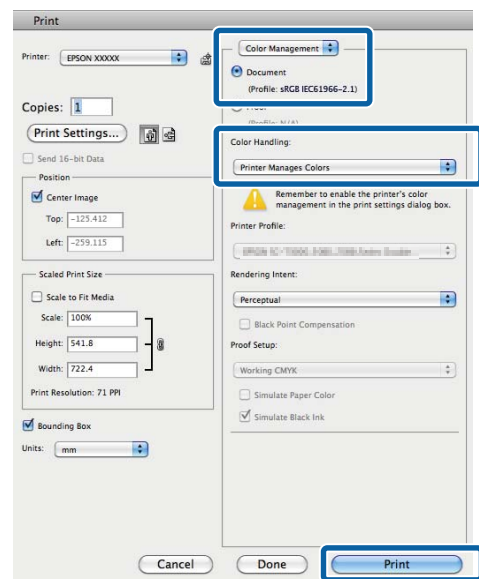 Print
Printer: EPSON XXXXX
Copies: 1
Print Settings...
Send 16-bit Data
Position
Center Image
Top: -125.412
Left: -259.115
Scaled Print Size
Scale to Fit Media
Scale: 100%
Height: 541.8
Width: 722.4
Print Resolution: 71 PPI
Bounding Box
Units: mm
Color Management
Document
(Profile: sRGB IEC61966-2.1)
Color Handling:
Printer Manages Colors
Remember to enable the printer's color
management in the print settings dialog box.
Printer Profile:
Rendering Intent:
Perceptual
Black Point Compensation
Proof Setup:
Working CMYK
Simulate Paper Color
Simulate Black Ink
Cancel
Done
Print